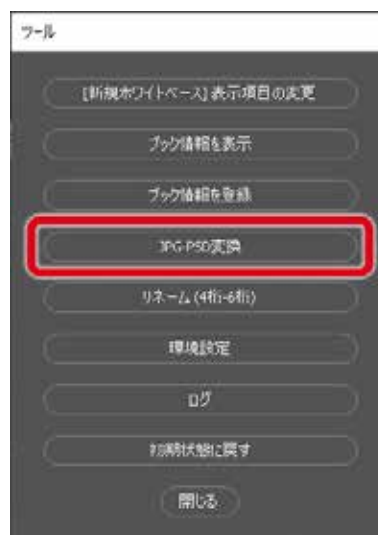 ツール
[新規ホワイトベース] 表示項目の変更
ブック情報を表示
ブック情報を登録
JPG-PSD変換
リネーム (4桁-6桁)
環境設定
ログ
初期状態に戻す
閉じる